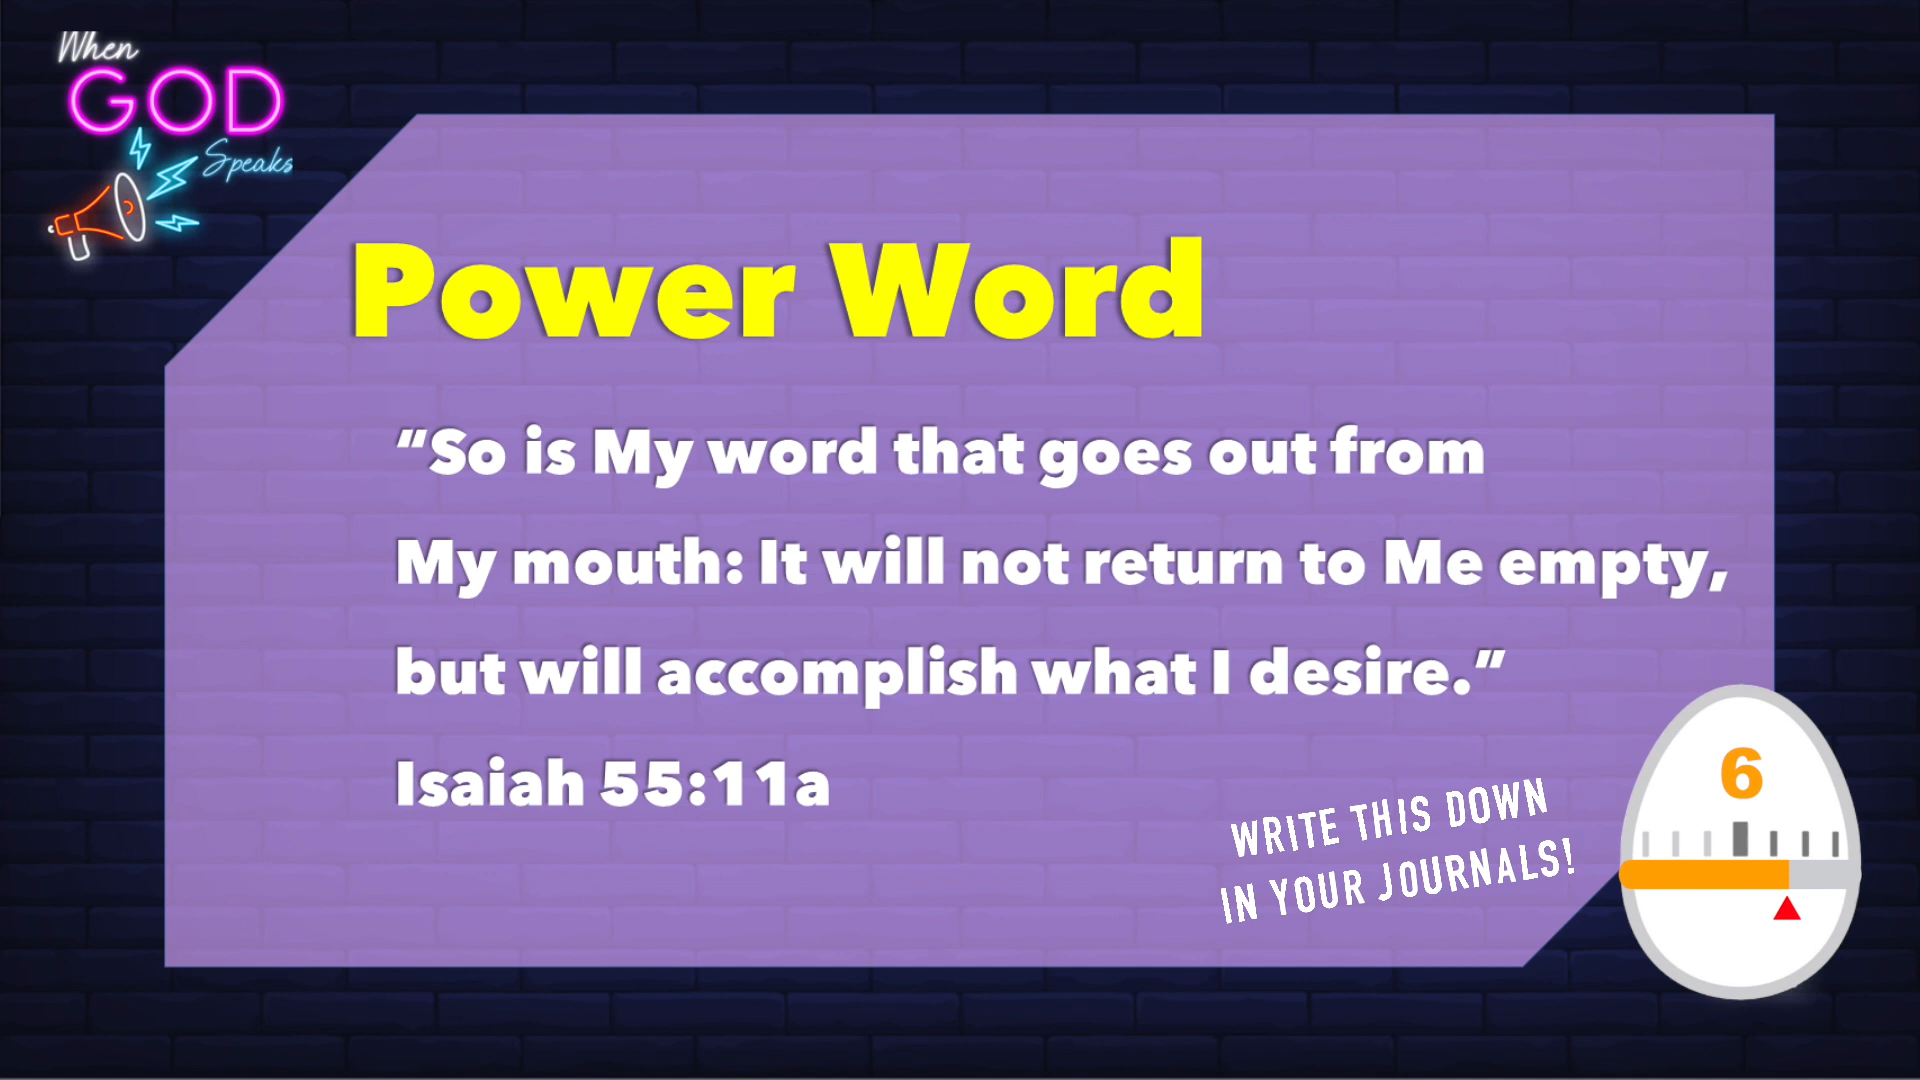 When
GOD
Speaks
Power Word
“So is My word that goes out from
My mouth: It will not return to Me empty,
but will accomplish what I desire.”
Isaiah 55:11a
WRITE THIS DOWN
IN YOUR JOURNALS!
6